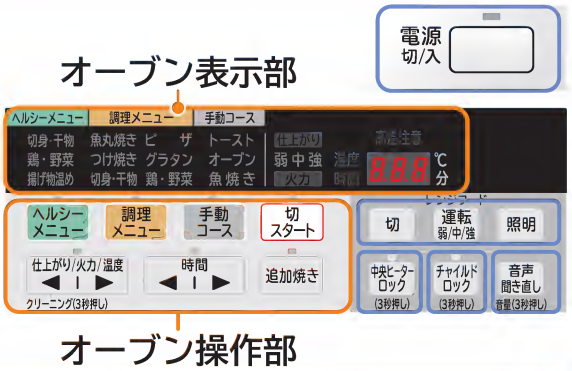 電源
切/入
オーブン表示部
ヘルシーメニュー 調理メニュー 手動コース
切身・干物 魚丸焼き ピザ トースト 仕上がり 高温注意
鶏・野菜 つけ焼き グラタン オーブン 弱 中 強 温度 888 ℃
揚げ物温め 切身・干物 鶏・野菜 魚焼き 火力 時間 分
レンジフード
ヘルシー 調理 手動 切
メニュー メニュー コース スタート
切 運転 照明
弱/中/強
仕上がり/火力/温度 時間 追加焼き
中央ヒーター チャイルド 音声
ロック ロック 聞き直し
クリーニング(3秒押し) (3秒押し) (3秒押し) 音量(3秒押し)
オーブン操作部